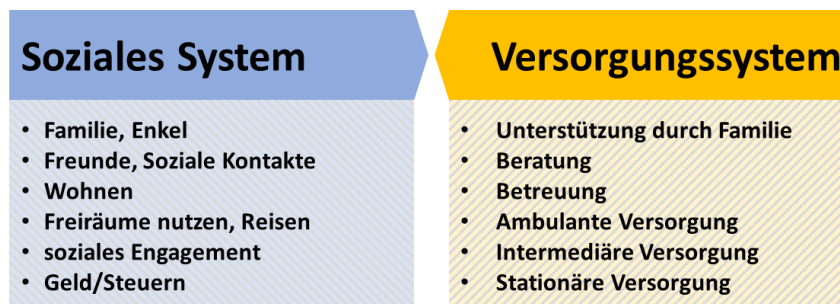 Soziales System
• Familie, Enkel
• Freunde, Soziale Kontakte
• Wohnen
• Freiräume nutzen, Reisen
• soziales Engagement
• Geld/Steuern
Versorgungssystem
• Unterstützung durch Familie
• Beratung
• Betreuung
• Ambulante Versorgung
• Intermediäre Versorgung
• Stationäre Versorgung